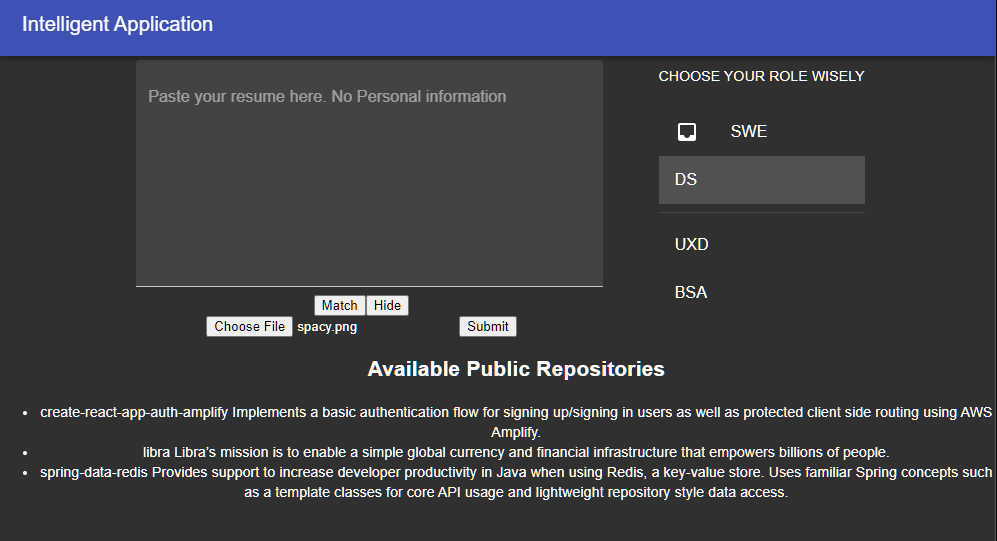 Intelligent Application
Paste your resume here. No Personal information
CHOOSE YOUR ROLE WISELY
SWE
DS
UXD
BSA
Match Hide
Choose File spacy.png Submit
Available Public Repositories
• create-react-app-auth-amplify Implements a basic authentication flow for signing up/signing in users as well as protected client side routing using AWS
Amplify.
• libra Libra’s mission is to enable a simple global currency and financial infrastructure that empowers billions of people.
• spring-data-redis Provides support to increase developer productivity in Java when using Redis, a key-value store. Uses familiar Spring concepts such
as a template classes for core API usage and lightweight repository style data access.